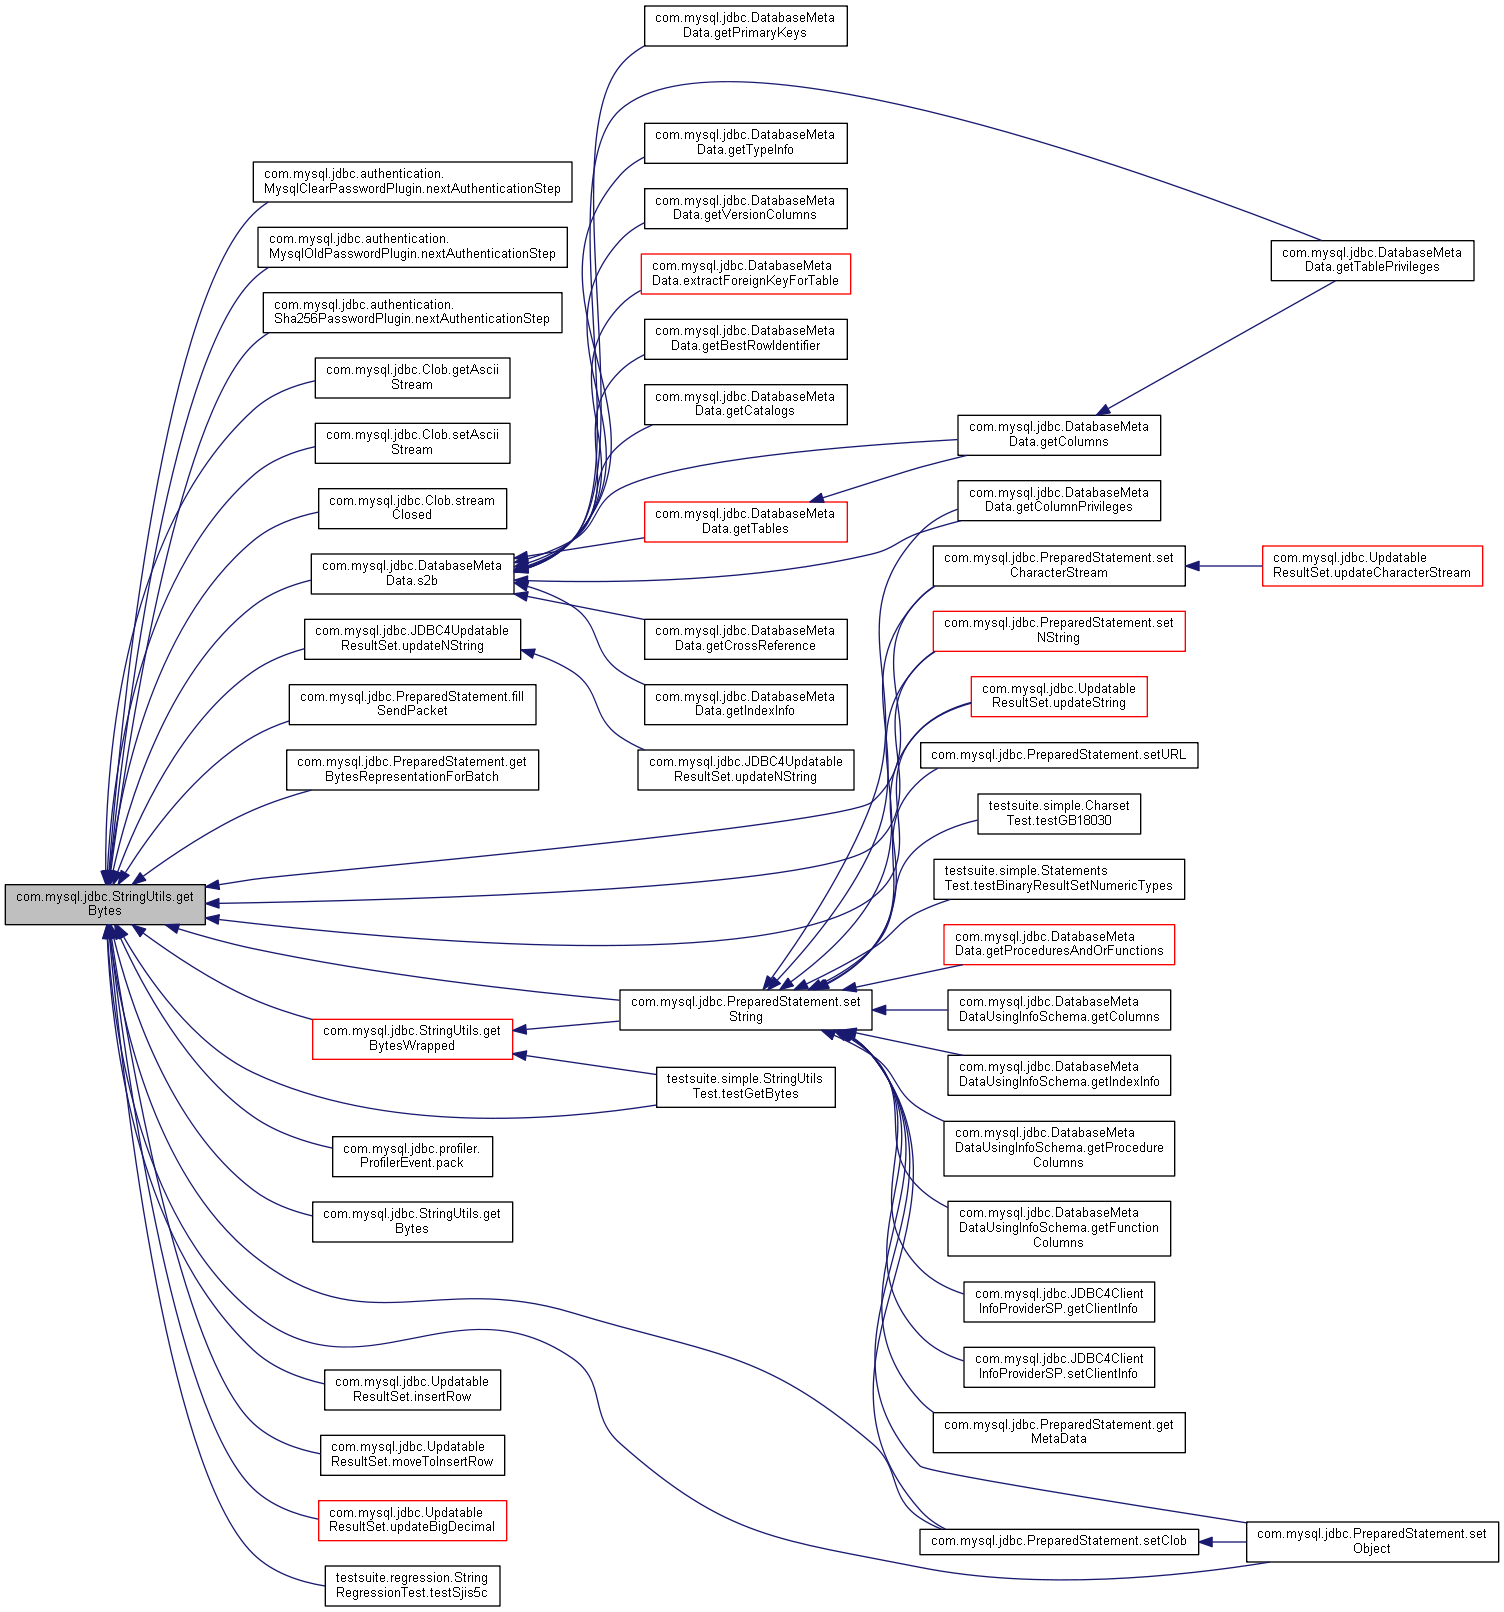 com.mysql.jdbc.DatabaseMeta
Data.getPrimaryKeys
com.mysql.jdbc.DatabaseMeta
Data.getTypeInfo
com.mysql.jdbc.authentication.
MysqlClearPasswordPlugin.nextAuthenticationStep
com.mysql.jdbc.DatabaseMeta
Data.getVersionColumns
com.mysql.jdbc.authentication.
MysqlOldPasswordPlugin.nextAuthenticationStep
com.mysql.jdbc.DatabaseMeta
Data.getTablePrivileges
com.mysql.jdbc.DatabaseMeta
Data.extractForeignKeyForTable
com.mysql.jdbc.authentication.
Sha256PasswordPlugin.nextAuthenticationStep
com.mysql.jdbc.DatabaseMeta
Data.getBestRowIdentifier
com.mysql.jdbc.Clob.getAscii
Stream
com.mysql.jdbc.DatabaseMeta
Data.getCatalogs
com.mysql.jdbc.DatabaseMeta
Data.getColumns
com.mysql.jdbc.Clob.setAscii
Stream
com.mysql.jdbc.DatabaseMeta
Data.getColumnPrivileges
com.mysql.jdbc.Clob.stream
Closed
com.mysql.jdbc.DatabaseMeta
Data.getTables
com.mysql.jdbc.PreparedStatement.set
CharacterStream
com.mysql.jdbc.Updatable
ResultSet.updateCharacterStream
com.mysql.jdbc.DatabaseMeta
Data.s2b
com.mysql.jdbc.PreparedStatement.set
NString
com.mysql.jdbc.JDBC4Updatable
ResultSet.updateNString
com.mysql.jdbc.DatabaseMeta
Data.getCrossReference
com.mysql.jdbc.Updatable
ResultSet.updateString
com.mysql.jdbc.PreparedStatement.fill
SendPacket
com.mysql.jdbc.DatabaseMeta
Data.getIndexInfo
com.mysql.jdbc.PreparedStatement.setURL
com.mysql.jdbc.PreparedStatement.get
BytesRepresentationForBatch
com.mysql.jdbc.JDBC4Updatable
ResultSet.updateNString
testsuite.simple.Charset
Test.testGB18030
testsuite.simple.Statements
Test.testBinaryResultSetNumericTypes
com.mysql.jdbc.StringUtils.get
Bytes
com.mysql.jdbc.DatabaseMeta
Data.getProceduresAndOrFunctions
com.mysql.jdbc.PreparedStatement.set
String
com.mysql.jdbc.DatabaseMeta
DataUsingInfoSchema.getColumns
com.mysql.jdbc.StringUtils.get
BytesWrapped
com.mysql.jdbc.DatabaseMeta
DataUsingInfoSchema.getIndexInfo
testsuite.simple.StringUtils
Test.testGetBytes
com.mysql.jdbc.DatabaseMeta
DataUsingInfoSchema.getProcedure
Columns
com.mysql.jdbc.profiler.
ProfilerEvent.pack
com.mysql.jdbc.StringUtils.get
Bytes
com.mysql.jdbc.DatabaseMeta
DataUsingInfoSchema.getFunction
Columns
com.mysql.jdbc.JDBC4Client
InfoProviderSP.getClientInfo
com.mysql.jdbc.JDBC4Client
InfoProviderSP.setClientInfo
com.mysql.jdbc.Updatable
ResultSet.insertRow
com.mysql.jdbc.PreparedStatement.get
MetaData
com.mysql.jdbc.Updatable
ResultSet.moveToInsertRow
com.mysql.jdbc.Updatable
ResultSet.updateBigDecimal
com.mysql.jdbc.PreparedStatement.setClob
com.mysql.jdbc.PreparedStatement.set
Object
testsuite.regression.String
RegressionTest.testSjis5c